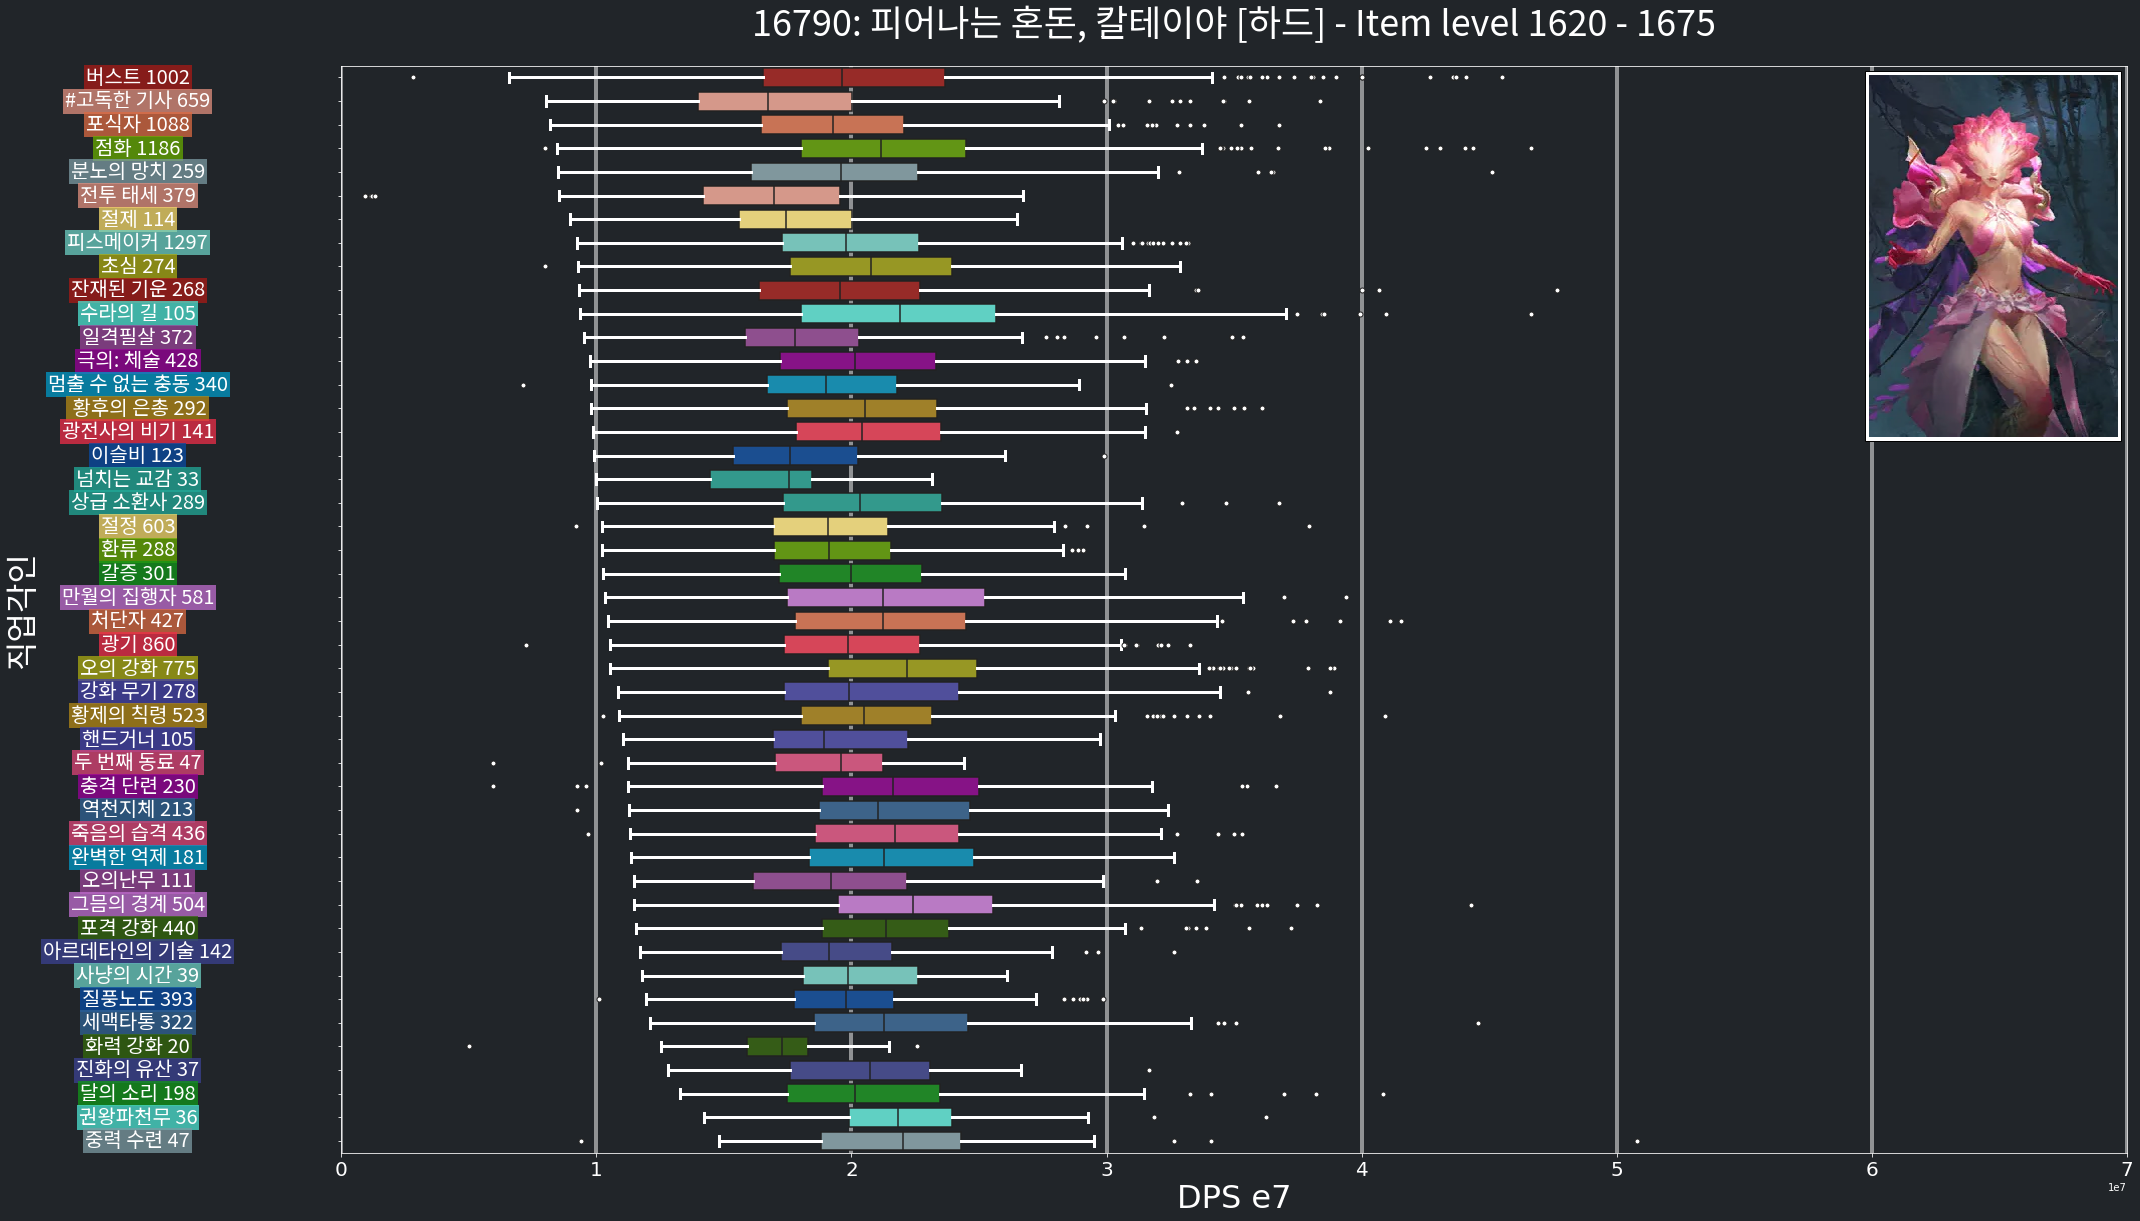 16790: 피어나는 혼돈, 칼테이야 [하드] - Item level 1620 - 1675
직업각인
버스트 1002
#고독한 기사 659
포식자 1088
점화 1186
분노의 망치 259
전투 태세 379
절제 114
피스메이커 1297
초심 274
잔재된 기운 268
수라의 길 105
일격필살 372
극의: 체술 428
멈출 수 없는 충동 340
황후의 은총 292
광전사의 비기 141
이슬비 123
넘치는 교감 33
상급 소환사 289
절정 603
환류 288
갈증 301
만월의 집행자 581
처단자 427
광기 860
오의 강화 775
강화 무기 278
황제의 칙령 523
핸드거너 105
두 번째 동료 47
충격 단련 230
역천지체 213
죽음의 습격 436
완벽한 억제 181
오의난무 111
그믐의 경계 504
포격 강화 440
아르데타인의 기술 142
사냥의 시간 39
질풍노도 393
세맥타통 322
화력 강화 20
진화의 유산 37
달의 소리 198
권왕파천무 36
중력 수련 47
0 1 2 3 4 5 6 7
1e7
DPS e7